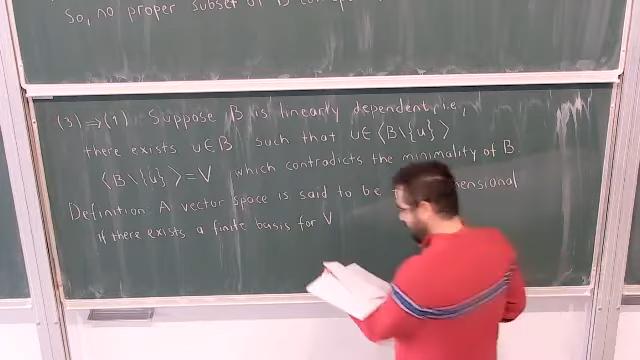 So, no proper subset of B
(3) ⇒ (1) Suppose B is linearly dependent i.e.,
there exists u ∈ B such that u ∈ ⟨B \ {u}⟩
⟨B \ {u}⟩ = V which contradicts the minimality of B.
Definition A vector space is said to be
if there exists a finite basis for V